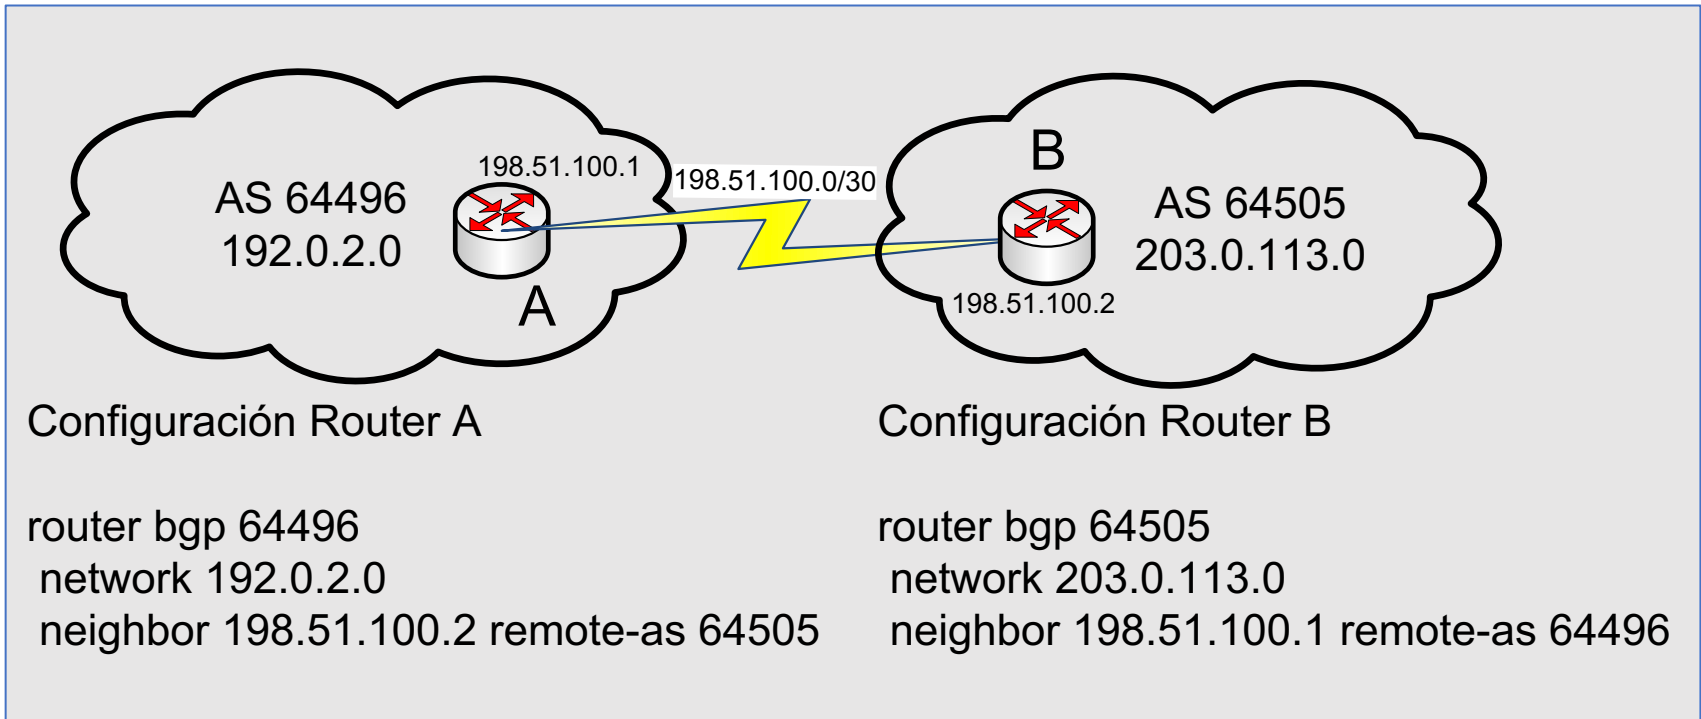 198.51.100.1
198.51.100.0/30
AS 64496
192.0.2.0
A
B
AS 64505
203.0.113.0
198.51.100.2
Configuración Router A
router bgp 64496
network 192.0.2.0
neighbor 198.51.100.2 remote-as 64505
Configuración Router B
router bgp 64505
network 203.0.113.0
neighbor 198.51.100.1 remote-as 64496